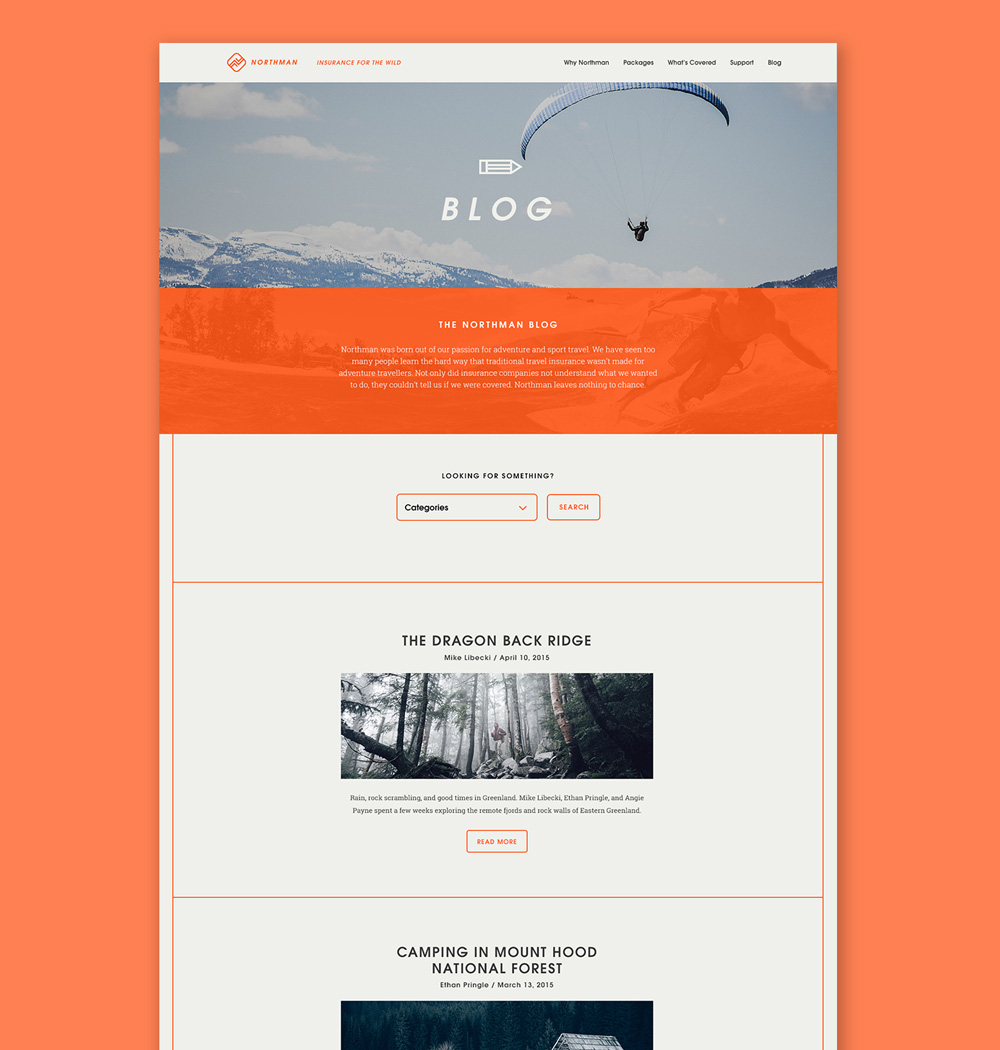 NORTHMAN INSURANCE FOR THE WILD Why Northman Packages What's Covered Support Blog
BLOG
THE NORTHMAN BLOG
Northman was born out of our passion for adventure and sport travel. We have seen too
many people learn the hard way that traditional travel insurance wasn't made for
adventure travellers. Not only did insurance companies not understand what we wanted
to do, they couldn't tell us if we were covered. Northman leaves nothing to chance.
LOOKING FOR SOMETHING?
Categories SEARCH
THE DRAGON BACK RIDGE
Mike Libecki / April 10, 2015
Rain, rock scrambling, and good times in Greenland. Mike Libecki, Ethan Pringle, and Angie
Payne spent a few weeks exploring the remote fjords and rock walls of Eastern Greenland.
READ MORE
CAMPING IN MOUNT HOOD
NATIONAL FOREST
Ethan Pringle / March 13, 2015